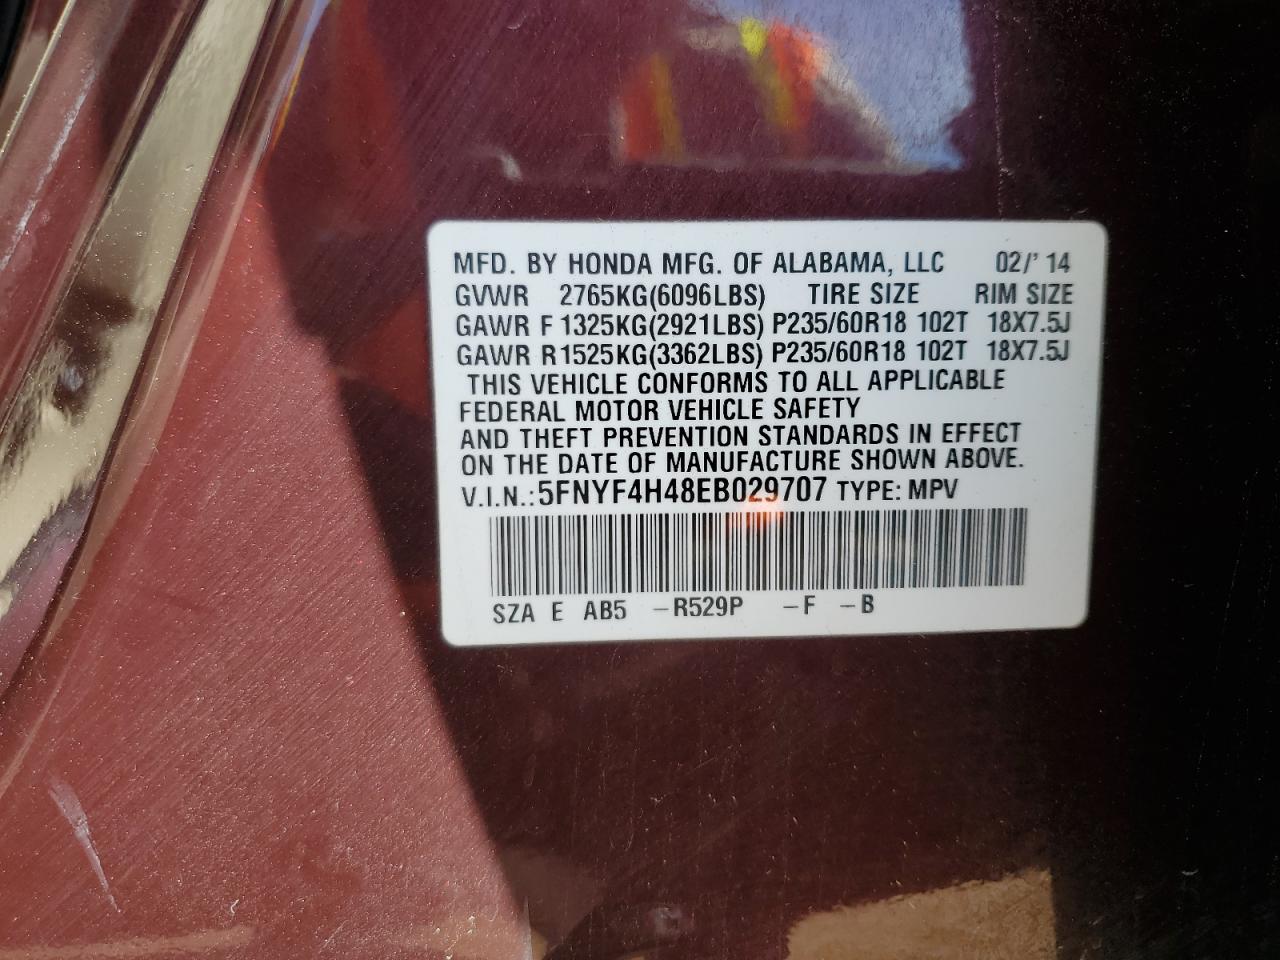 MFD. BY HONDA MFG. OF ALABAMA, LLC 02/'14
GVWR 2765KG(6096LBS) TIRE SIZE RIM SIZE
GAWR F 1325KG(2921LBS) P235/60R18 102T 18X7.5J
GAWR R 1525KG(3362LBS) P235/60R18 102T 18X7.5J
THIS VEHICLE CONFORMS TO ALL APPLICABLE
FEDERAL MOTOR VEHICLE SAFETY
AND THEFT PREVENTION STANDARDS IN EFFECT
ON THE DATE OF MANUFACTURE SHOWN ABOVE.
V.I.N.:5FNYF4H48EB029707 TYPE: MPV
SZA E AB5 -R529P -F -B